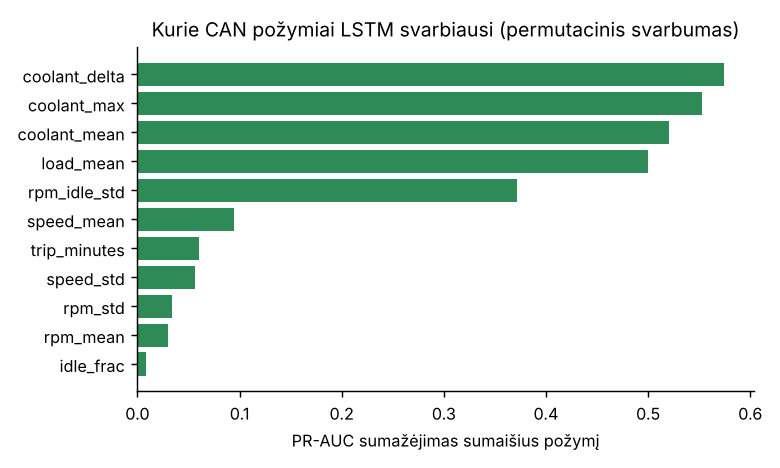 Kurie CAN požymiai LSTM svarbiausi (permutacinis svarbumas)
coolant_delta
coolant_max
coolant_mean
load_mean
rpm_idle_std
speed_mean
trip_minutes
speed_std
rpm_std
rpm_mean
idle_frac
0.0 0.1 0.2 0.3 0.4 0.5 0.6
PR-AUC sumažėjimas sumaišius požymį